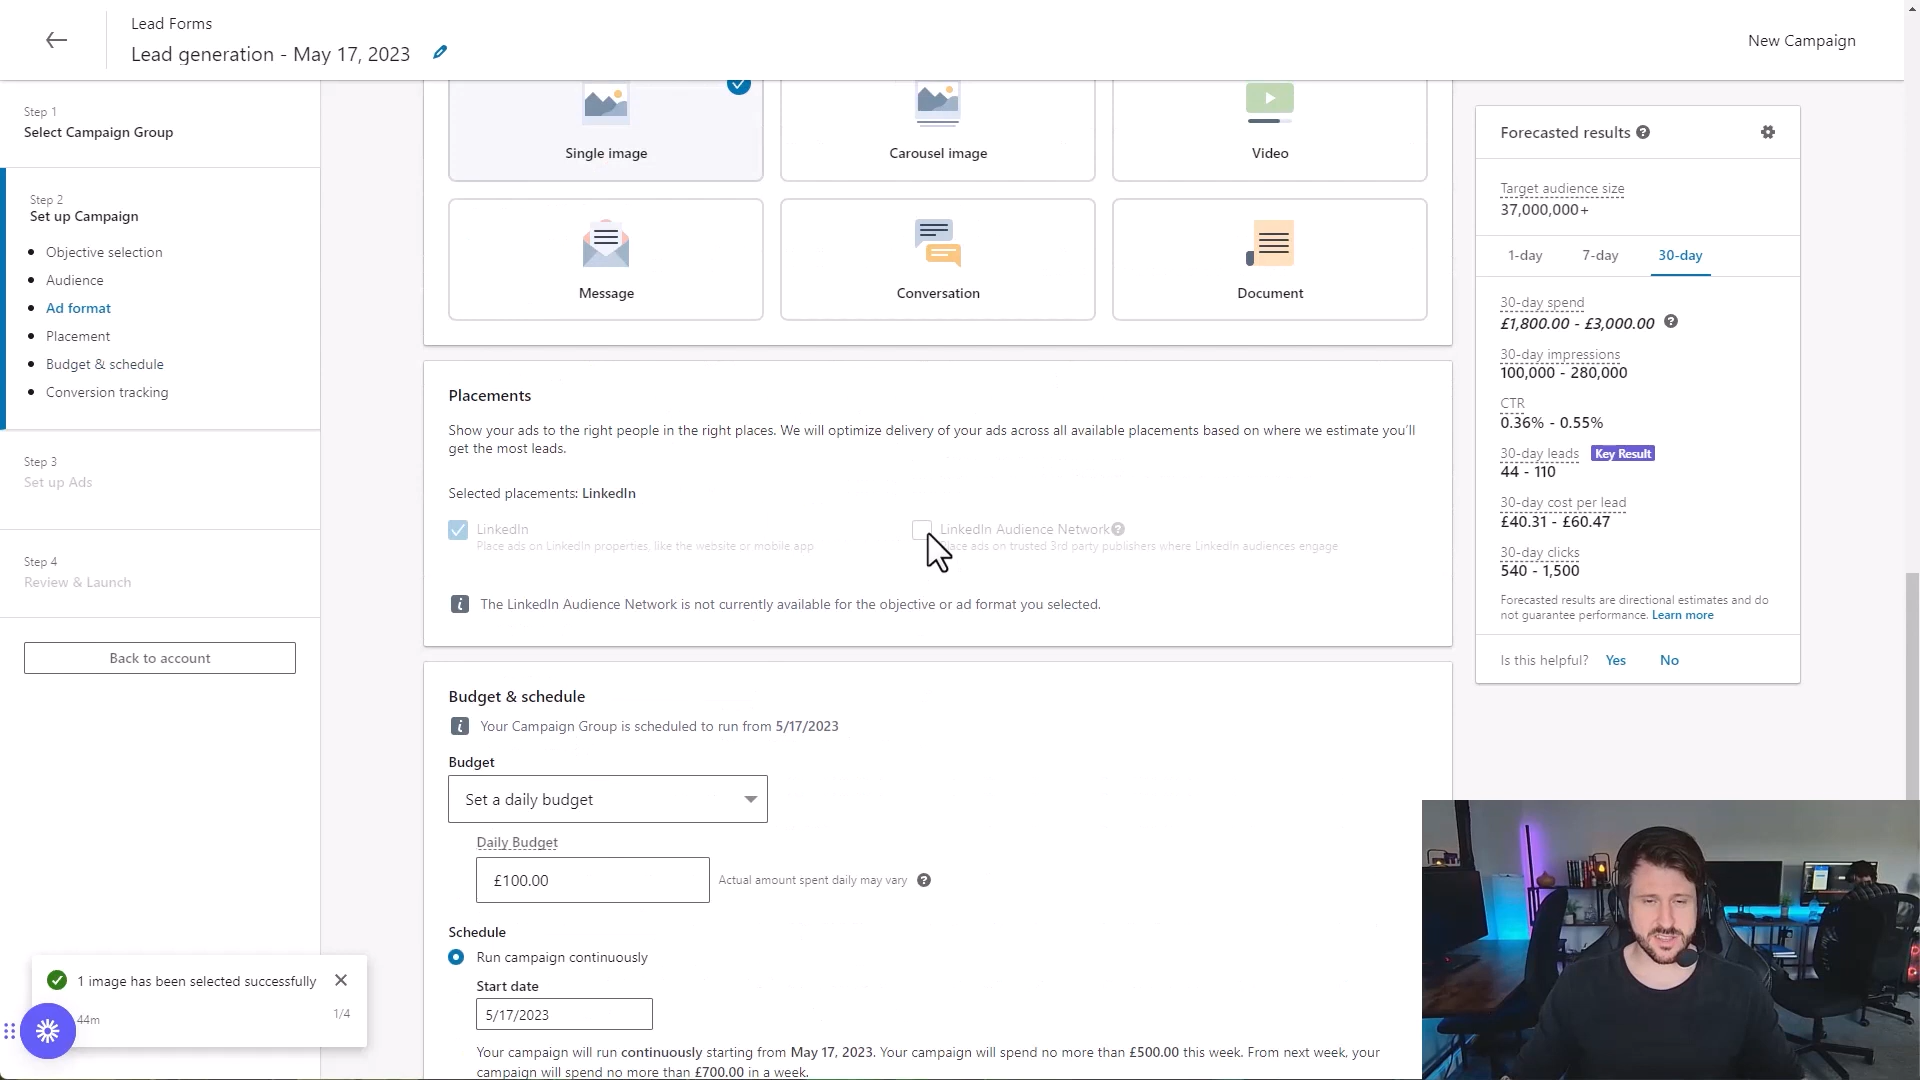 Lead Forms
Lead generation - May 17, 2023
New Campaign
Step 1
Select Campaign Group
Step 2
Set up Campaign
Objective selection
Audience
Ad format
Placement
Budget & schedule
Conversion tracking
Step 3
Set up Ads
Step 4
Review & Launch
Back to account
Single image
Carousel image
Video
Message
Conversation
Document
Placements
Show your ads to the right people in the right places. We will optimize delivery of your ads across all available placements based on where we estimate you'll
get the most leads.
Selected placements: LinkedIn
LinkedIn
Place ads on LinkedIn properties, like the website or mobile app
LinkedIn Audience Network
ads on trusted 3rd party publishers where LinkedIn audiences engage
The LinkedIn Audience Network is not currently available for the objective or ad format you selected.
Budget & schedule
Your Campaign Group is scheduled to run from 5/17/2023
Budget
Set a daily budget
Daily Budget
£100.00
Actual amount spent daily may vary
Schedule
Run campaign continuously
Start date
5/17/2023
Your campaign will run continuously starting from May 17, 2023. Your campaign will spend no more than £500.00 this week. From next week, your
campaign will spend no more than £700.00 in a week.
Forecasted results
Target audience size
37,000,000+
1-day 7-day 30-day
30-day spend
£1,800.00 - £3,000.00
30-day impressions
100,000 - 280,000
CTR
0.36% - 0.55%
30-day leads Key Result
44 - 110
30-day cost per lead
£40.31 - £60.47
30-day clicks
540 - 1,500
Forecasted results are directional estimates and do
not guarantee performance. Learn more
Is this helpful? Yes No
1 image has been selected successfully
44m
1/4